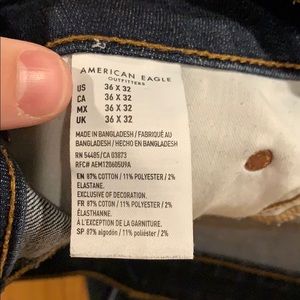 AMERICAN EAGLE
OUTFITTERS
US 36 X 32
CA 36 X 32
MX 36 X 32
UK 36 X 32
MADE IN BANGLADESH / FABRIQUÉ AU
BANGLADESH / HECHO EN BANGLADESH
RN 54485/CA 03873
RFC# AEM120605U9A
EN 87% COTTON / 11% POLYESTER / 2%
ELASTANE.
EXCLUSIVE OF DECORATION.
FR 87% COTON / 11% POLYESTER / 2%
ÉLASTHANNE.
À L'EXCEPTION DE LA GARNITURE.
SP 87% algodón / 11% poliéster / 2%